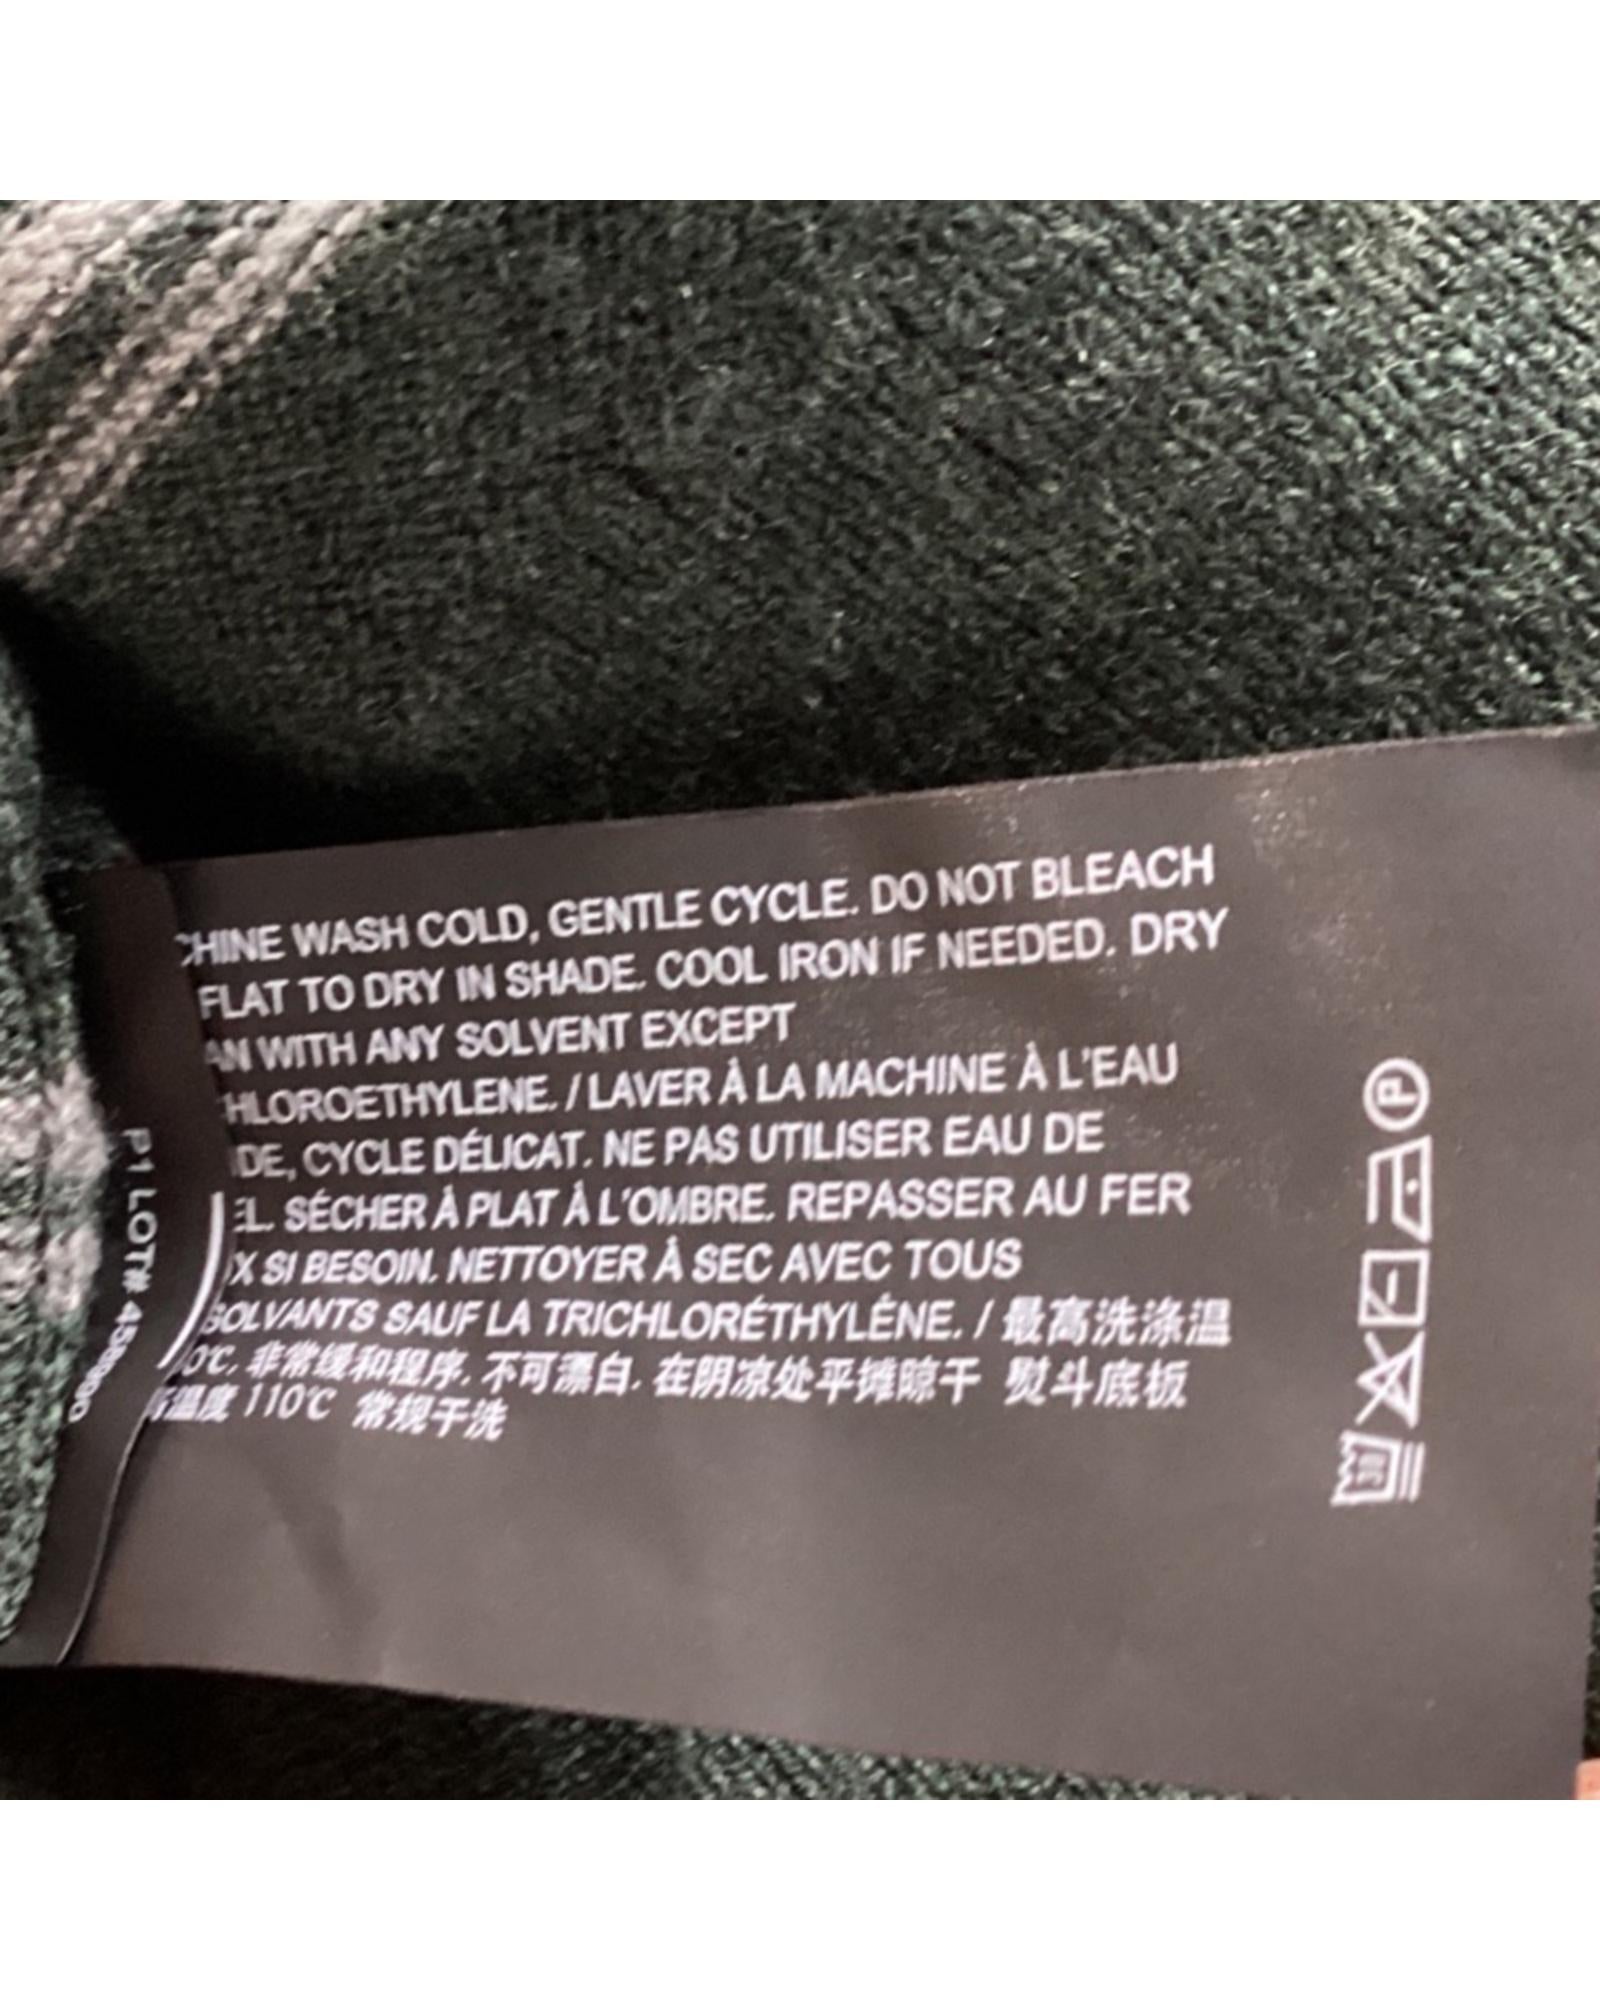 CHINE WASH COLD, GENTLE CYCLE. DO NOT BLEACH
FLAT TO DRY IN SHADE. COOL IRON IF NEEDED. DRY
AN WITH ANY SOLVENT EXCEPT
HLOROETHYLENE. / LAVER À LA MACHINE À L'EAU
DE, CYCLE DÉLICAT. NE PAS UTILISER EAU DE
EL. SÉCHER À PLAT À L'OMBRE. REPASSER AU FER
X SI BESOIN. NETTOYER À SEC AVEC TOUS
SOLVANTS SAUF LA TRICHLORÉTHYLÈNE. / 最高洗涤温
0℃, 非常缓和程序, 不可漂白, 在阴凉处平摊晾干 熨斗底板
高温度 110℃ 常规干洗
P1 LOT#
P
30